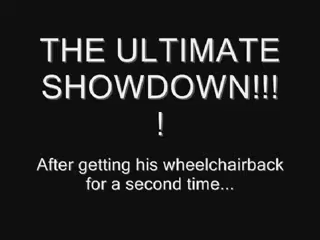 THE ULTIMATE
SHOWDOWN!!!
!
After getting his wheelchairback
for a second time...